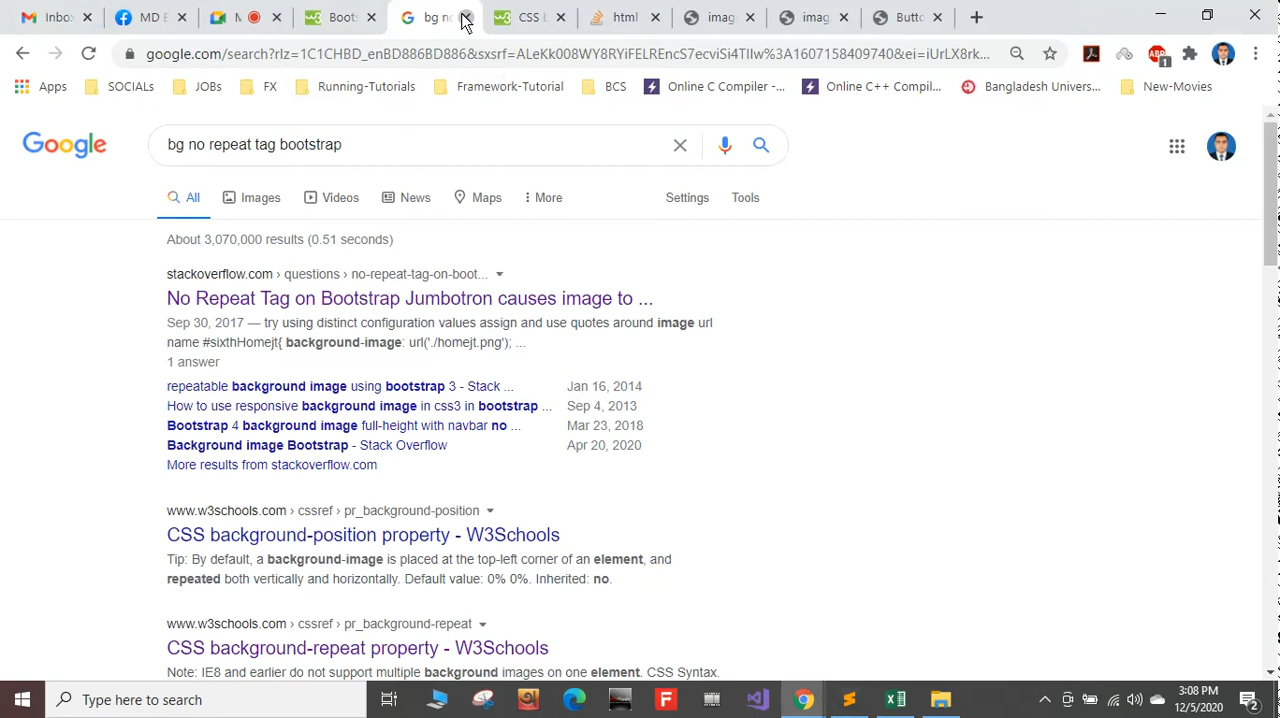 Inbo
MD E
M
Boots
bg no
CSS b
html
imag
imag
Butto
google.com/search?rlz=1C1CHBD_enBD886BD886&sxsrf=ALeKk008WY8RYiFELRFncS7ecviSi4TIlw%3A1607158409740&ei=iUrLX8rk...
Apps
SOCIALs
JOBs
FX
Running-Tutorials
Framework-Tutorial
BCS
Online C Compiler -...
Online C++ Compil...
Bangladesh Univers...
New-Movies
Google
bg no repeat tag bootstrap
All
Images
Videos
News
Maps
More
Settings
Tools
About 3,070,000 results (0.51 seconds)
stackoverflow.com › questions › no-repeat-tag-on-boot...
No Repeat Tag on Bootstrap Jumbotron causes image to ...
Sep 30, 2017 — try using distinct configuration values assign and use quotes around image url
name #sixthHomejt{ background-image: url('./homejt.png'); ...
1 answer
repeatable background image using bootstrap 3 - Stack ... Jan 16, 2014
How to use responsive background image in css3 in bootstrap ... Sep 4, 2013
Bootstrap 4 background image full-height with navbar no ... Mar 23, 2018
Background image Bootstrap - Stack Overflow Apr 20, 2020
More results from stackoverflow.com
www.w3schools.com › cssref › pr_background-position
CSS background-position property - W3Schools
Tip: By default, a background-image is placed at the top-left corner of an element, and
repeated both vertically and horizontally. Default value: 0% 0%. Inherited: no.
www.w3schools.com › cssref › pr_background-repeat
CSS background-repeat property - W3Schools
Note: IE8 and earlier do not support multiple background images on one element. CSS Syntax.
Type here to search
3:08 PM
12/5/2020
2